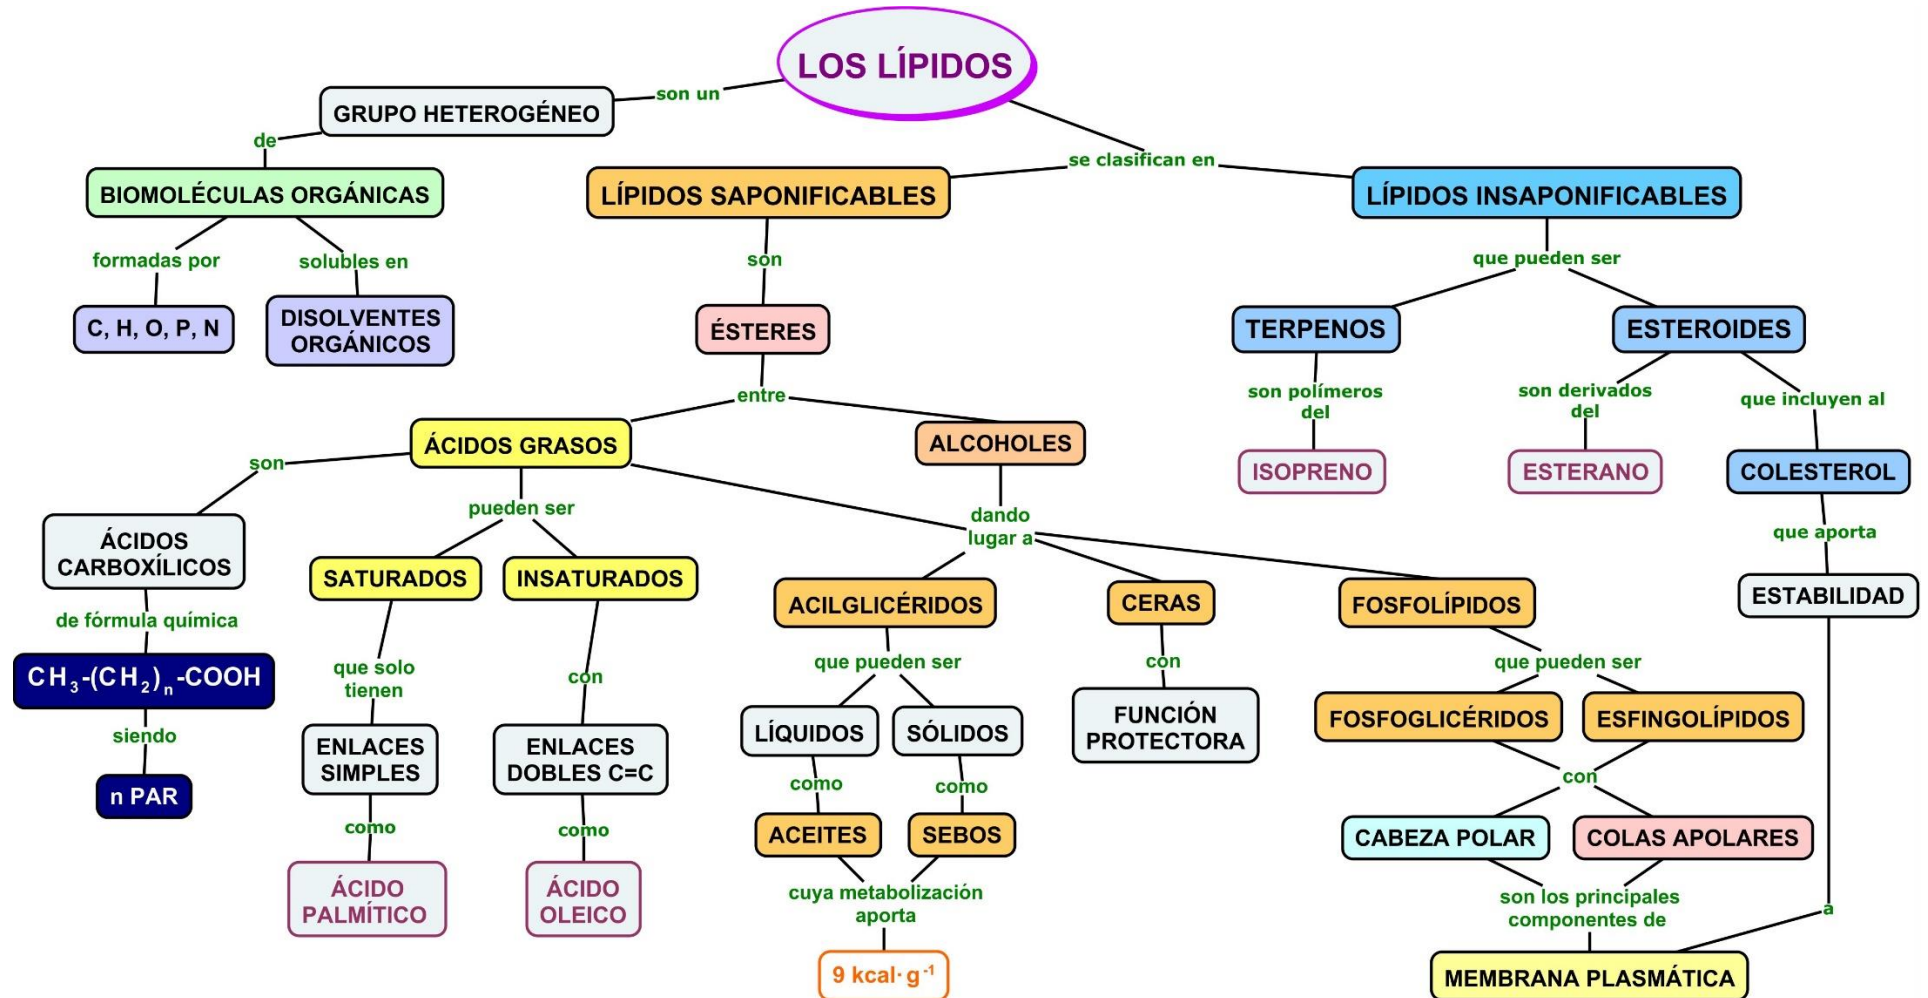 LOS LÍPIDOS
son un
GRUPO HETEROGÉNEO
de
BIOMOLÉCULAS ORGÁNICAS
formadas por
C, H, O, P, N
solubles en
DISOLVENTES
ORGÁNICOS
se clasifican en
LÍPIDOS SAPONIFICABLES
son
ÉSTERES
entre
ÁCIDOS GRASOS
ALCOHOLES
son
ÁCIDOS
CARBOXÍLICOS
de fórmula química
CH₃-(CH₂)ₙ-COOH
siendo
n PAR
pueden ser
SATURADOS
que solo
tienen
ENLACES
SIMPLES
como
ÁCIDO
PALMÍTICO
INSATURADOS
con
ENLACES
DOBLES C=C
como
ÁCIDO
OLEICO
dando
lugar a
ACILGLICÉRIDOS
que pueden ser
LÍQUIDOS
como
ACEITES
SÓLIDOS
como
SEBOS
cuya metabolización
aporta
9 kcal·g⁻¹
CERAS
con
FUNCIÓN
PROTECTORA
FOSFOLÍPIDOS
que pueden ser
FOSFOGLICÉRIDOS
ESFINGOLÍPIDOS
con
CABEZA POLAR
COLAS APOLARES
son los principales
componentes de
MEMBRANA PLASMÁTICA
LÍPIDOS INSAPONIFICABLES
que pueden ser
TERPENOS
son polímeros
del
ISOPRENO
ESTEROIDES
son derivados
del
ESTERANO
que incluyen al
COLESTEROL
que aporta
ESTABILIDAD
a